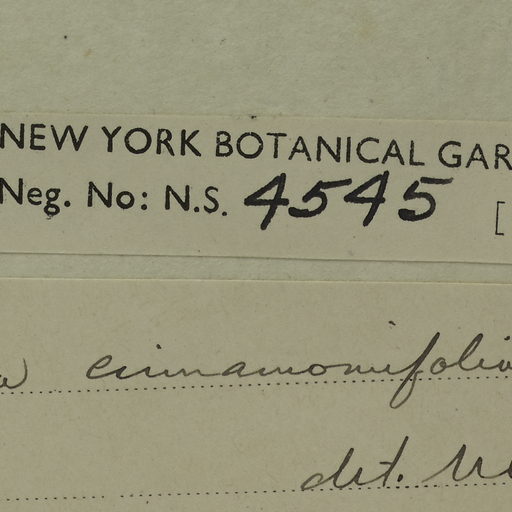 NEW YORK BOTANICAL GAR
Neg. No: N.S. 4545 [
cinnamomifolia
det.